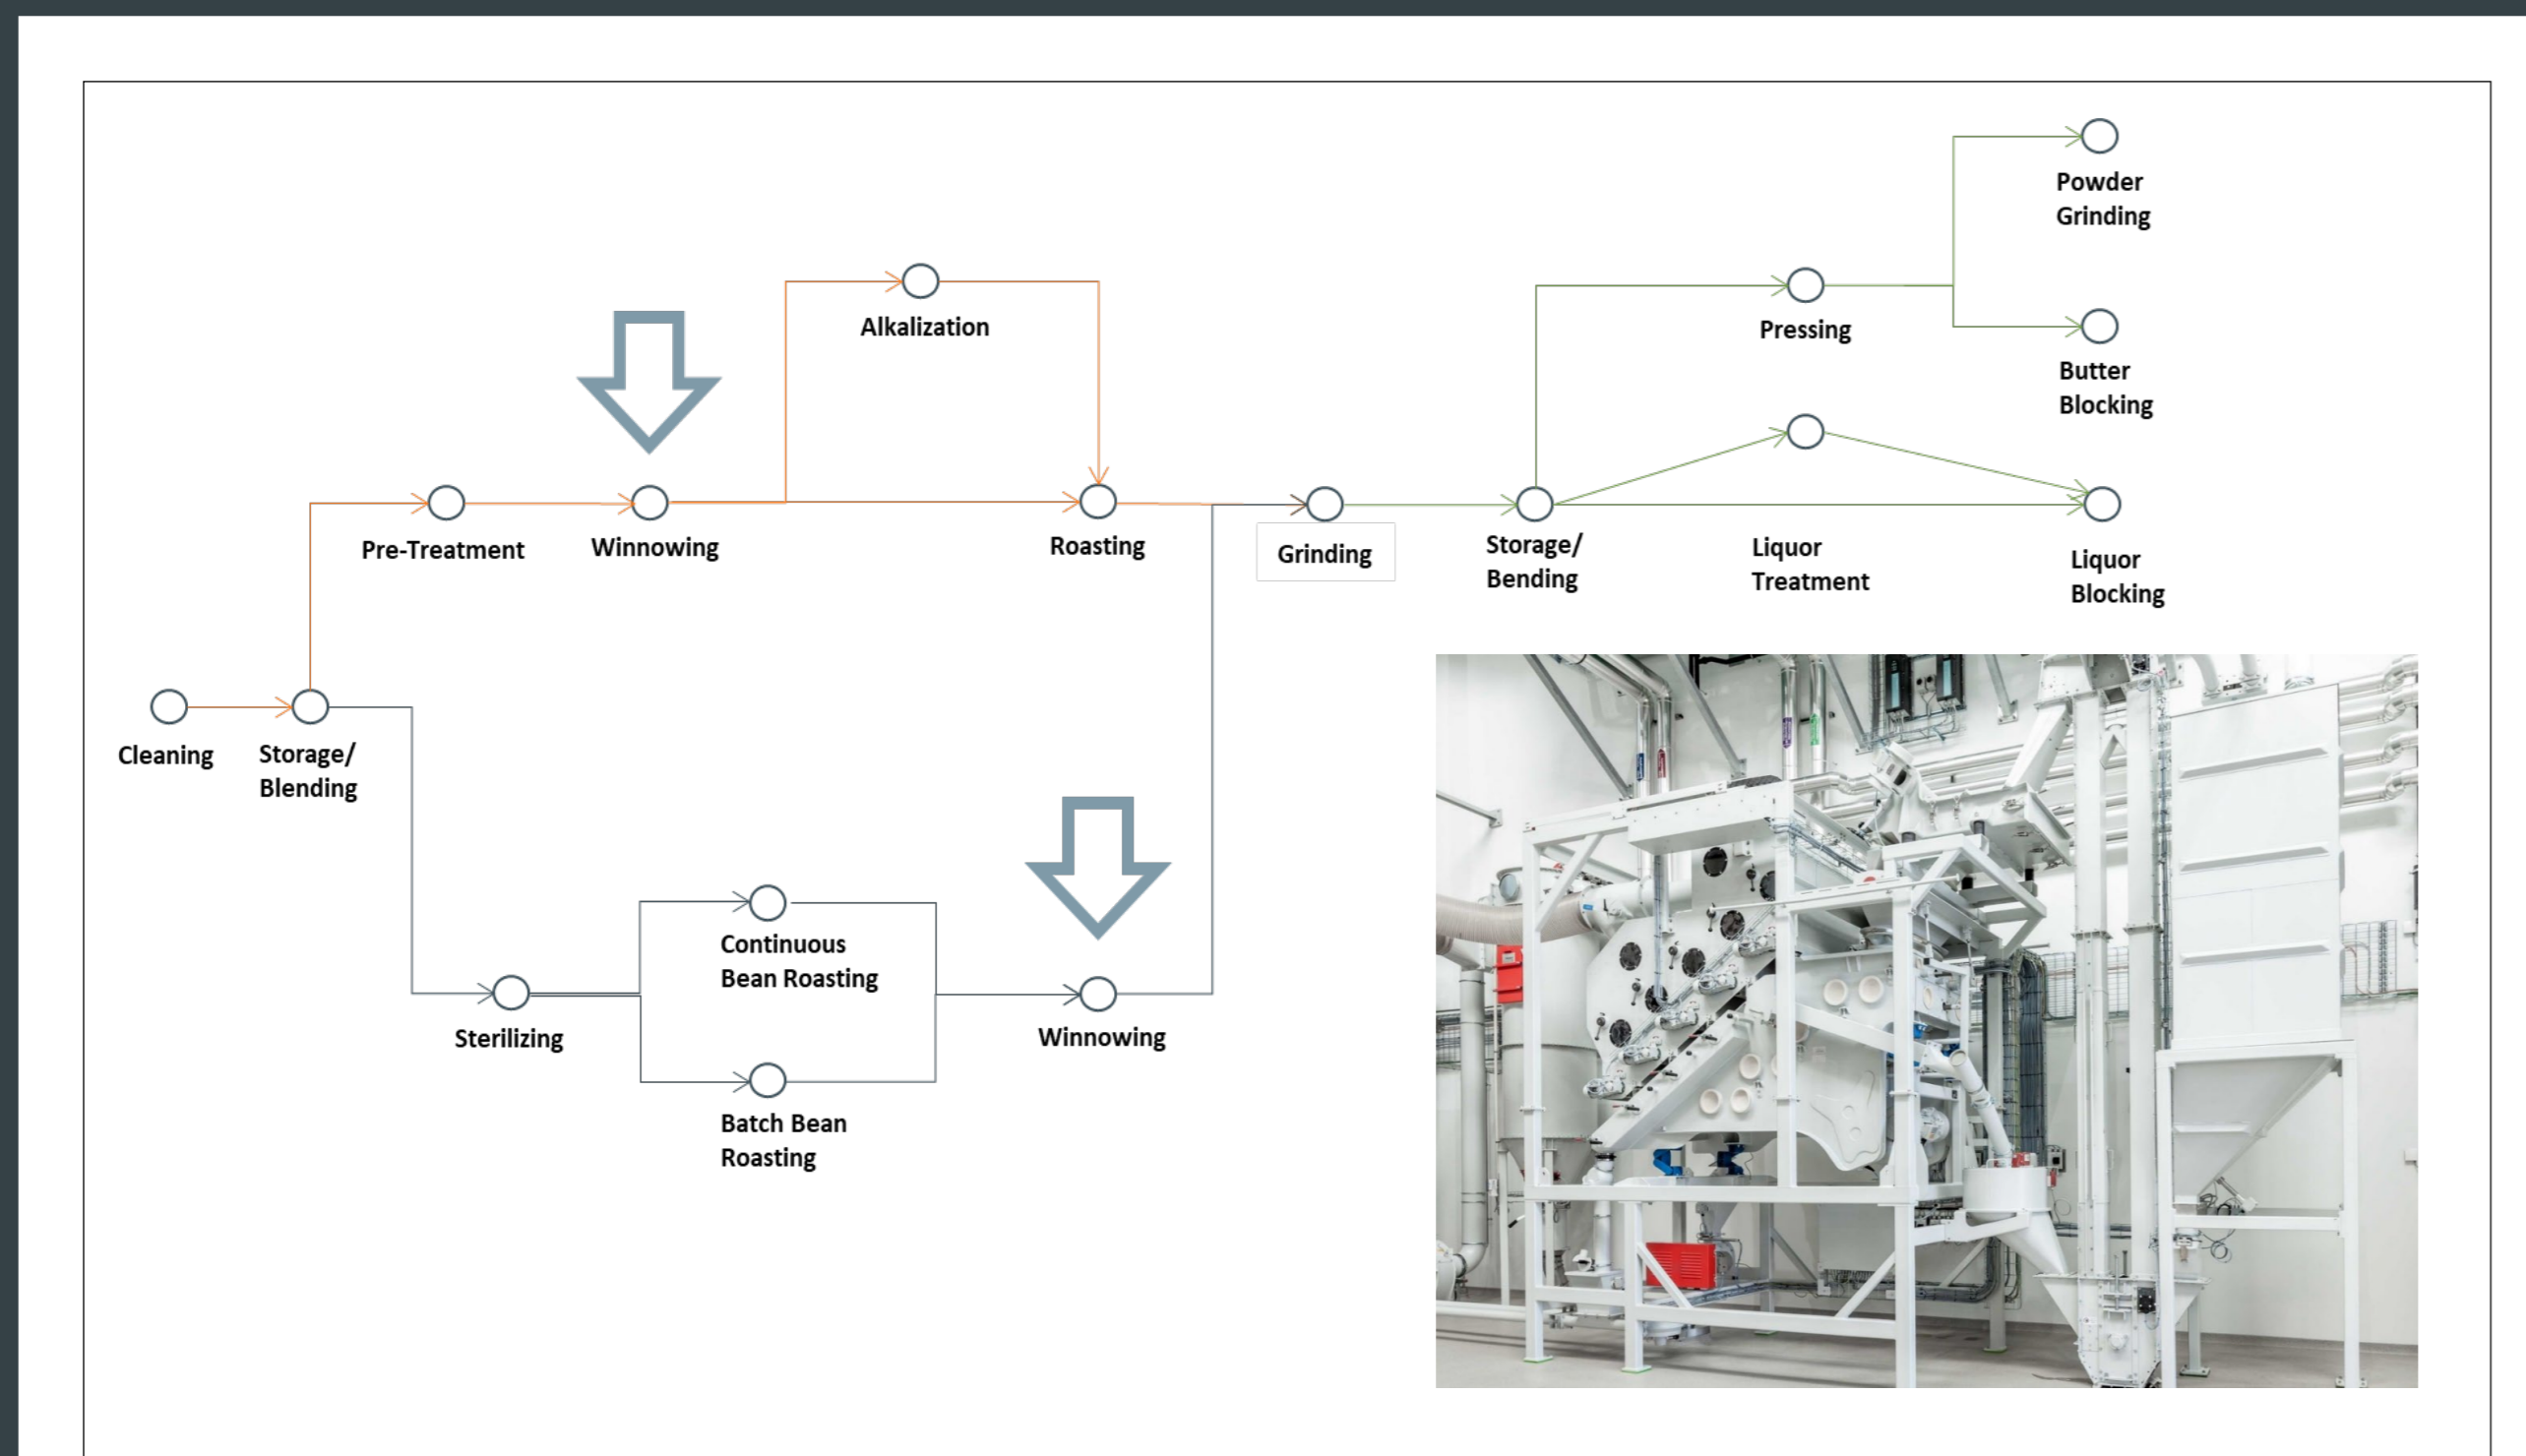 Powder
Grinding
Alkalization
Pressing
Butter
Blocking
Pre-Treatment
Winnowing
Roasting
Grinding
Storage/
Bending
Liquor
Treatment
Liquor
Blocking
Cleaning
Storage/
Blending
Continuous
Bean Roasting
Sterilizing
Winnowing
Batch Bean
Roasting